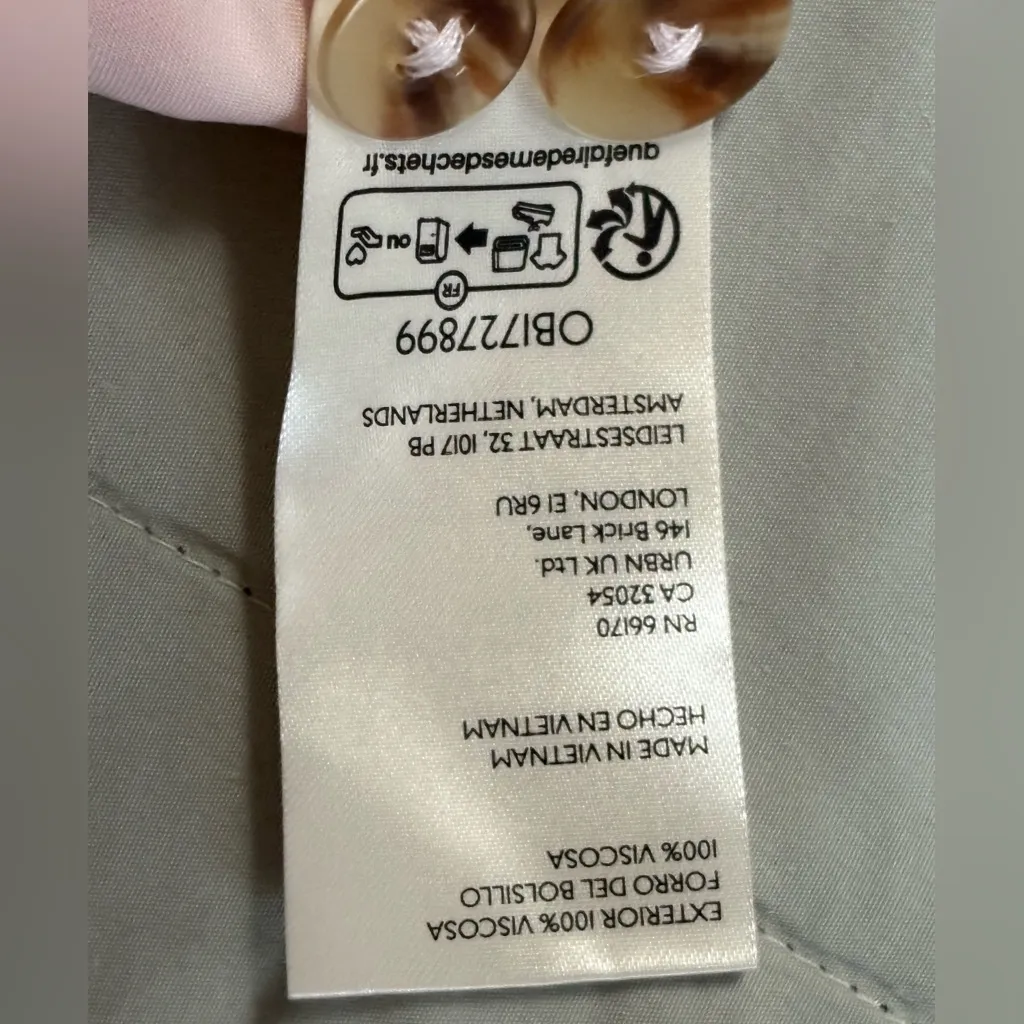 EXTERIOR 100% VISCOSA
FORRO DEL BOLSILLO
100% VISCOSA
MADE IN VIETNAM
HECHO EN VIETNAM
RN 66170
CA 32054
URBN UK Ltd.
146 Brick Lane,
LONDON, E1 6RU
LEIDSESTRAAT 32, 1017 PB
AMSTERDAM, NETHERLANDS
OB1727899
FR
OU
quefairedemesdechets.fr